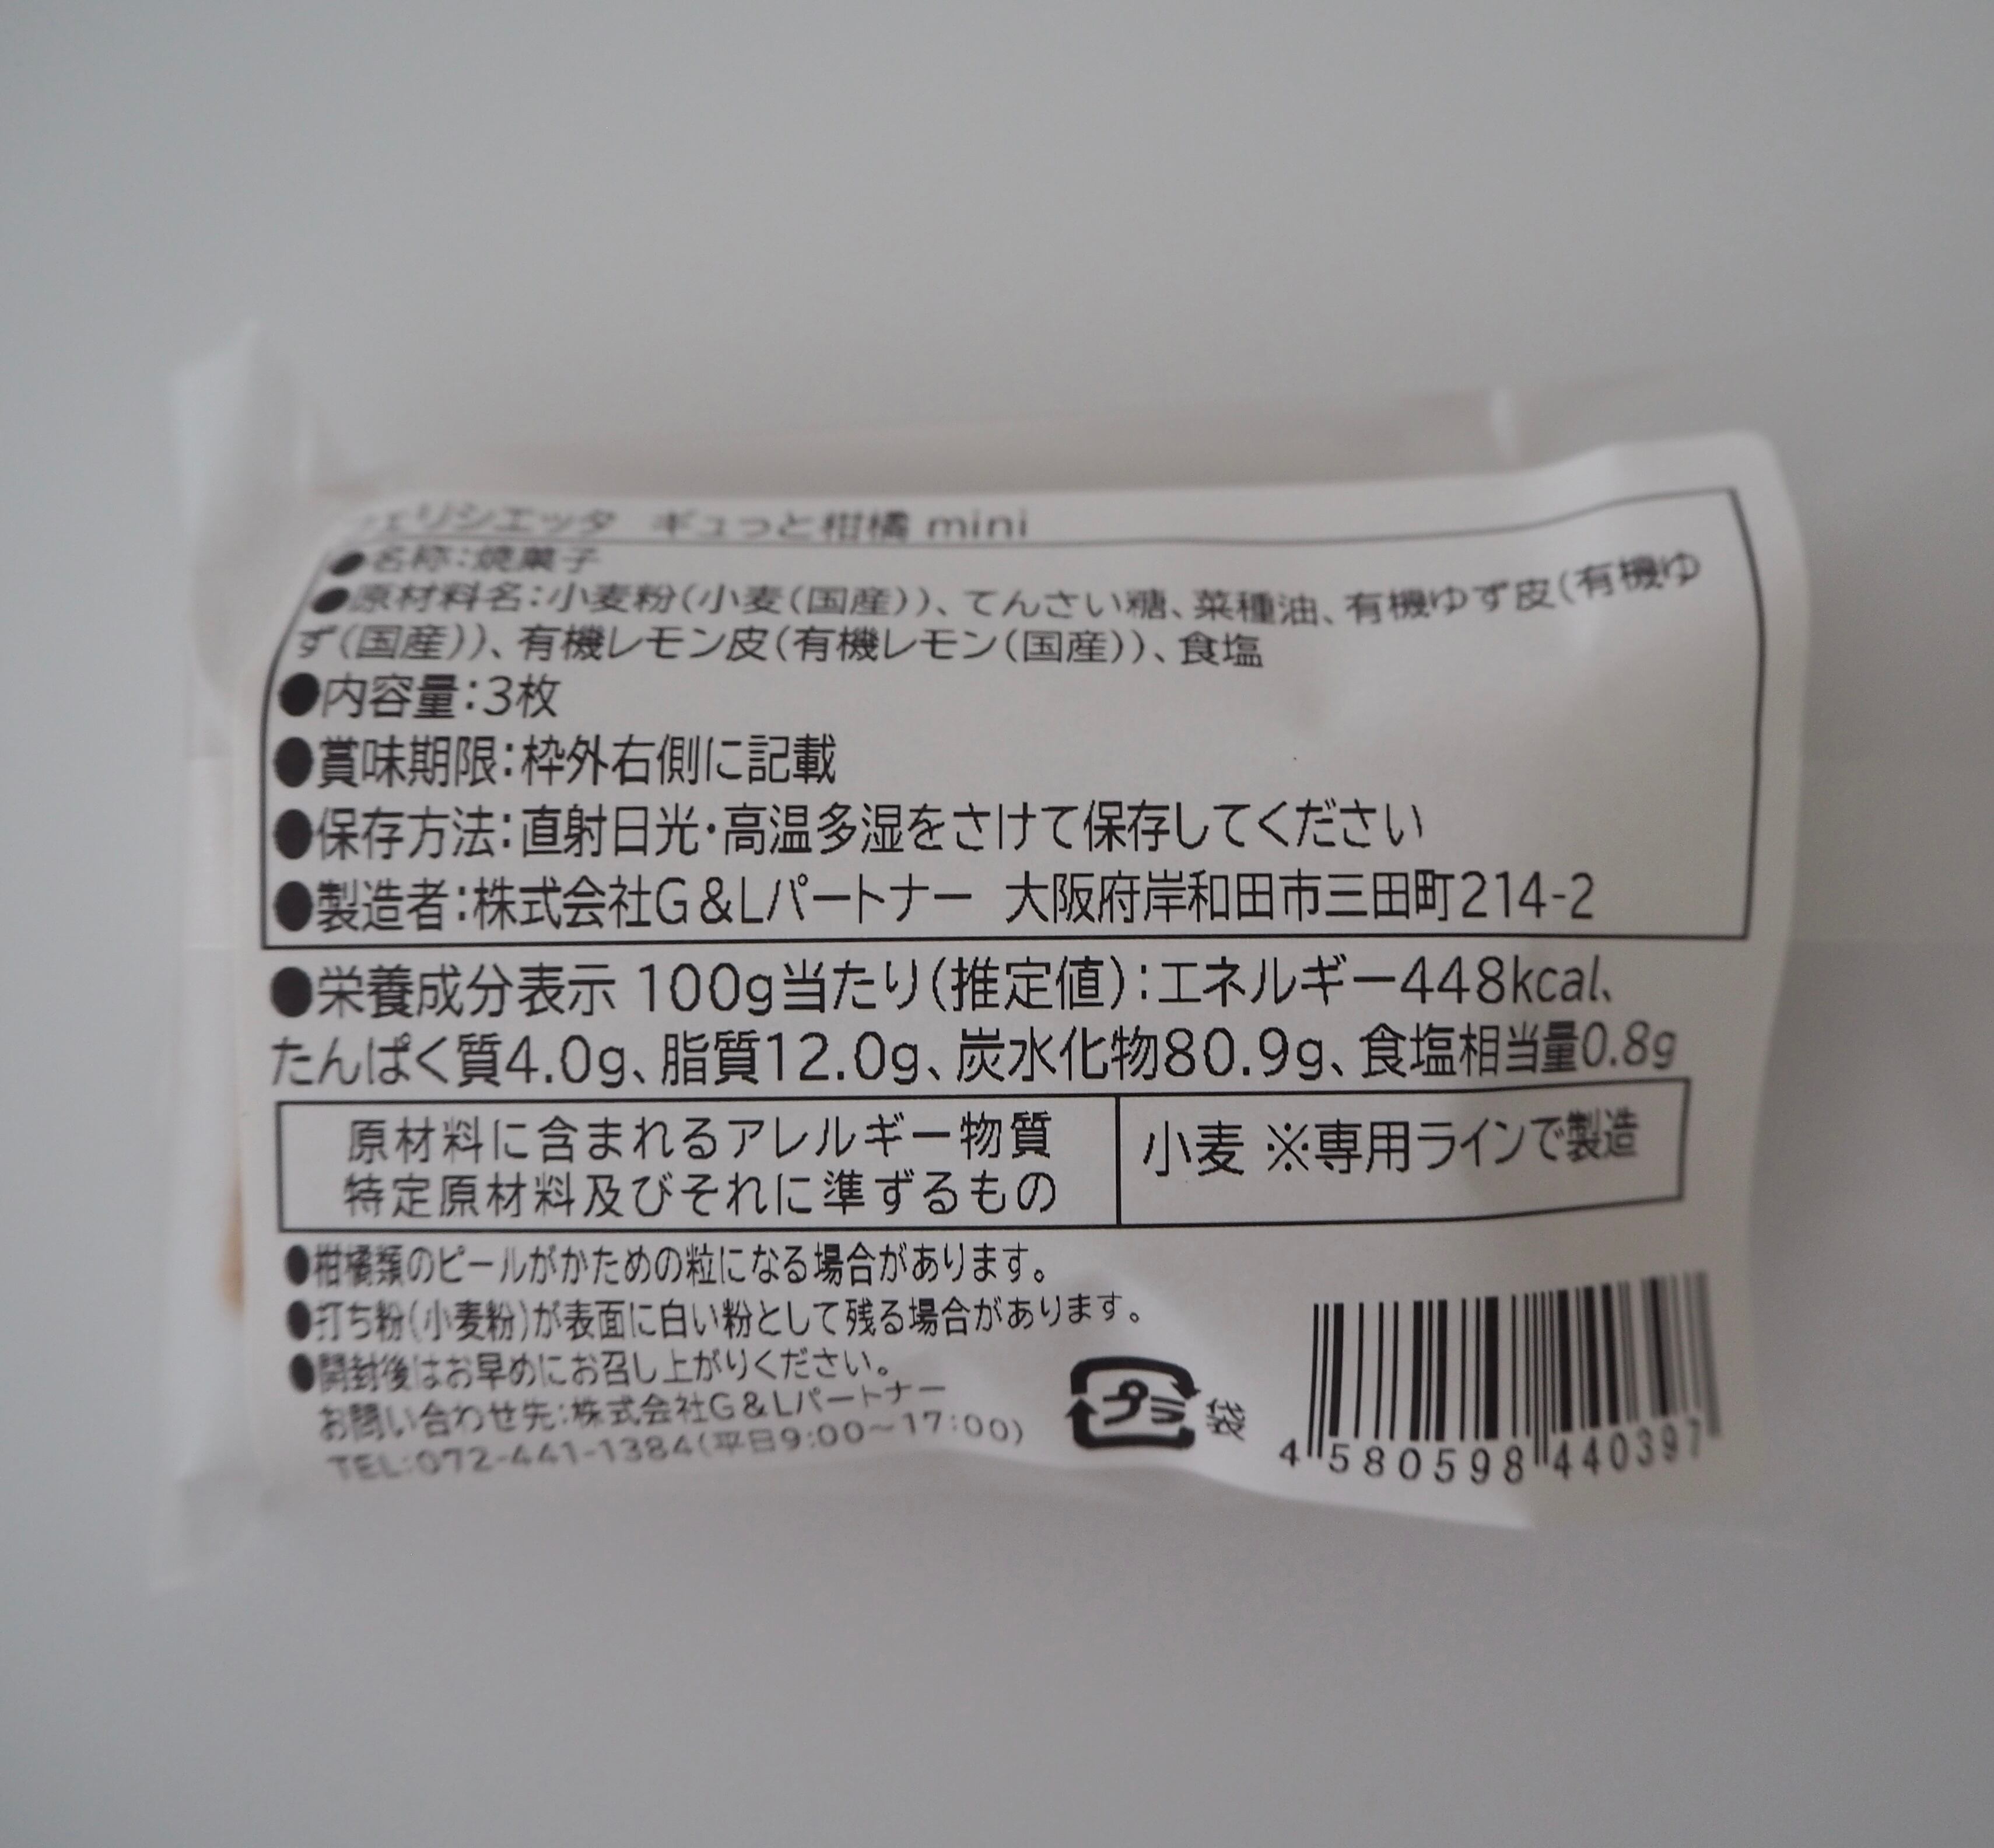 ェリシエッタ ギュっと柑橘 mini
●名称:焼菓子
●原材料名:小麦粉(小麦(国産))、てんさい糖、菜種油、有機ゆず皮(有機ゆ
ず(国産))、有機レモン皮(有機レモン(国産))、食塩
●内容量:3枚
●賞味期限:枠外右側に記載
●保存方法:直射日光・高温多湿をさけて保存してください
●製造者:株式会社G&Lパートナー 大阪府岸和田市三田町214-2
●栄養成分表示 100g当たり(推定値):エネルギー448kcal、
たんぱく質4.0g、脂質12.0g、炭水化物80.9g、食塩相当量0.8g
原材料に含まれるアレルギー物質
特定原材料及びそれに準ずるもの
小麦 ※専用ラインで製造
●柑橘類のピールがかための粒になる場合があります。
●打ち粉(小麦粉)が表面に白い粉として残る場合があります。
●開封後はお早めにお召し上がりください。
お問い合わせ先:株式会社G&Lパートナー
TEL:072-441-1384(平日9:00~17:00)
プラ 袋
4 580598 440397